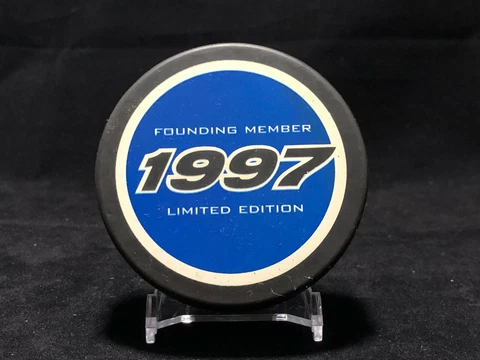 FOUNDING MEMBER
1997
LIMITED EDITION